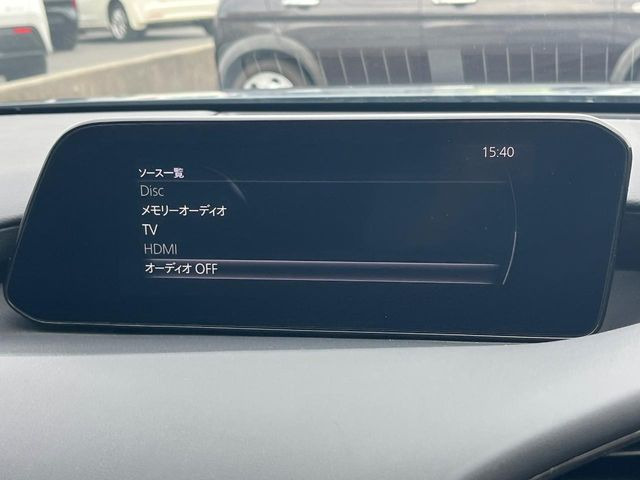 15:40
ソース一覧
Disc
メモリーオーディオ
TV
HDMI
オーディオ OFF